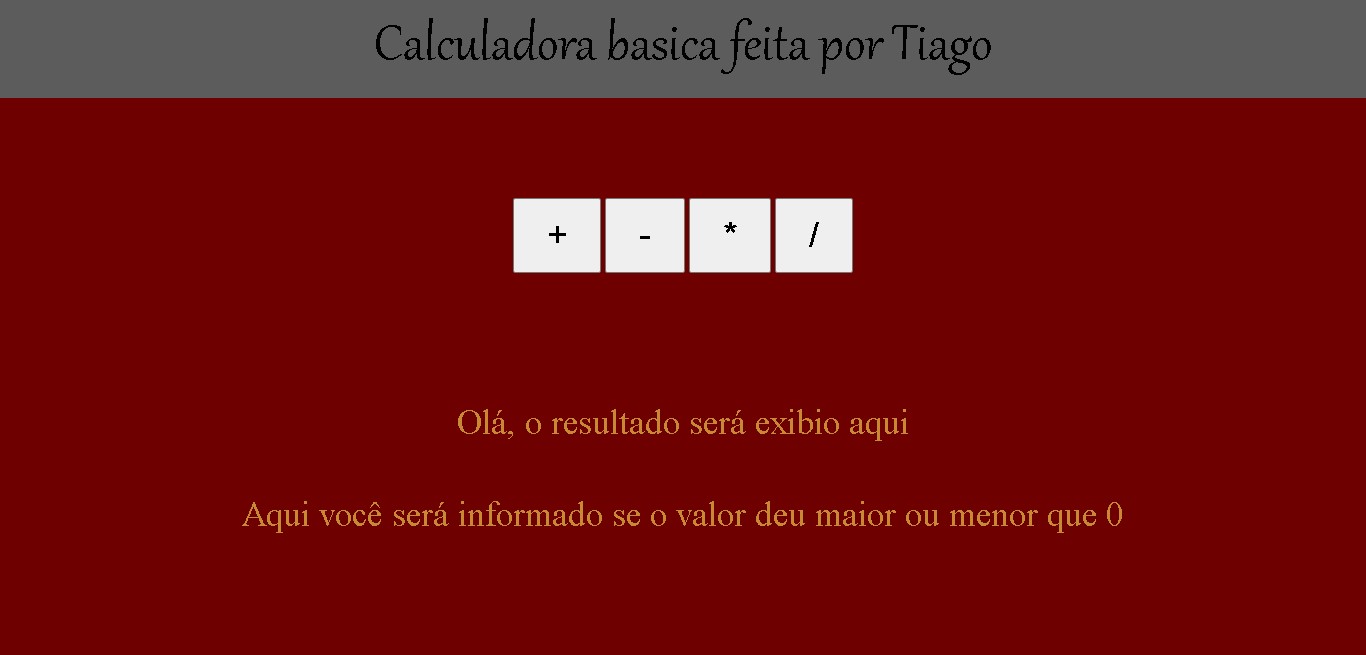 Calculadora basica feita por Tiago
+ - * /
Olá, o resultado será exibio aqui
Aqui você será informado se o valor deu maior ou menor que 0